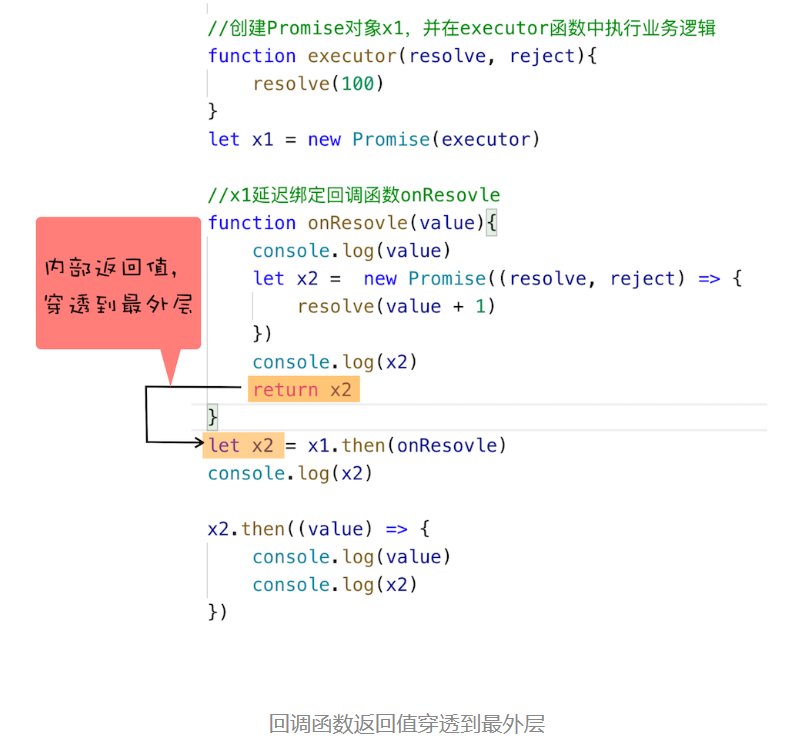 //创建Promise对象x1，并在executor函数中执行业务逻辑
function executor(resolve, reject){
    resolve(100)
}
let x1 = new Promise(executor)
//x1延迟绑定回调函数onResovle
function onResovle(value){
    console.log(value)
    let x2 =  new Promise((resolve, reject) => {
        resolve(value + 1)
    })
    console.log(x2)
    return x2
}
内部返回值，
穿透到最外层
let x2 = x1.then(onResovle)
console.log(x2)
x2.then((value) => {
    console.log(value)
    console.log(x2)
})
回调函数返回值穿透到最外层